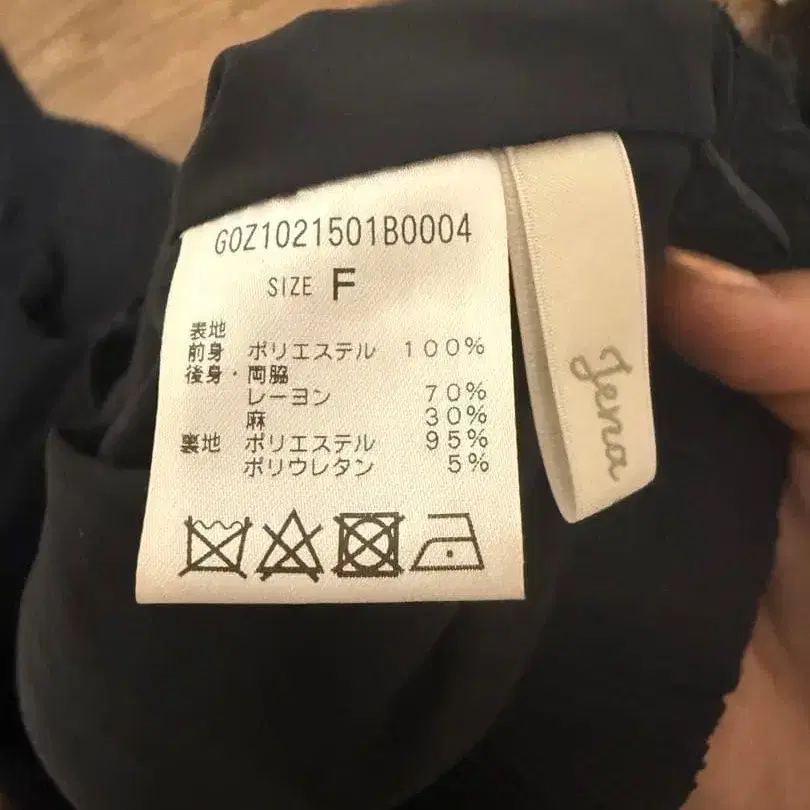 G0Z1021501B0004
SIZE F
表地
前身 ポリエステル 100%
後身・両脇
レーヨン 70%
麻 30%
裏地 ポリエステル 95%
ポリウレタン 5%
Jena